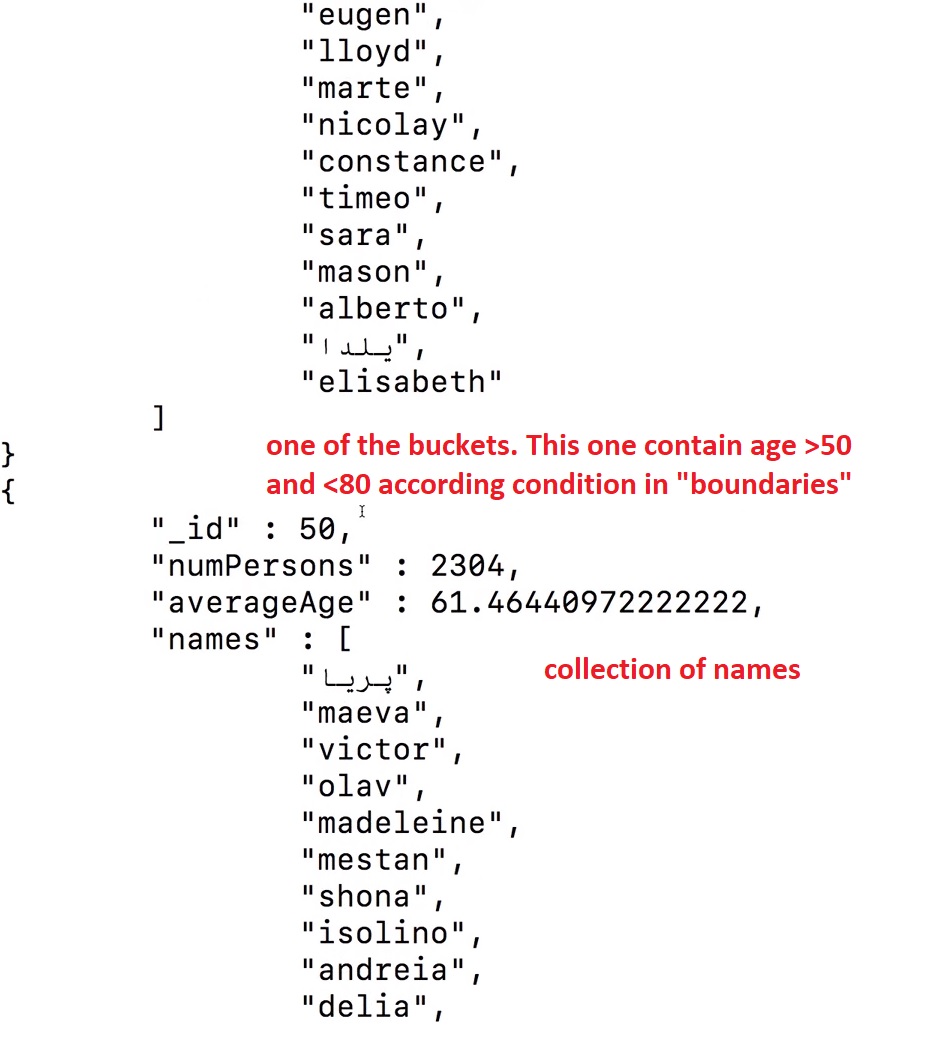 "eugen",
"lloyd",
"marte",
"nicolay",
"constance",
"timeo",
"sara",
"mason",
"alberto",
"یلدا",
"elisabeth"
]
}
one of the buckets. This one contain age >50
{
and <80 according condition in "boundaries"
"_id" : 50,
"numPersons" : 2304,
"averageAge" : 61.46440972222222,
"names" : [
collection of names
"پریا",
"maeva",
"victor",
"olav",
"madeleine",
"mestan",
"shona",
"isolino",
"andreia",
"delia",